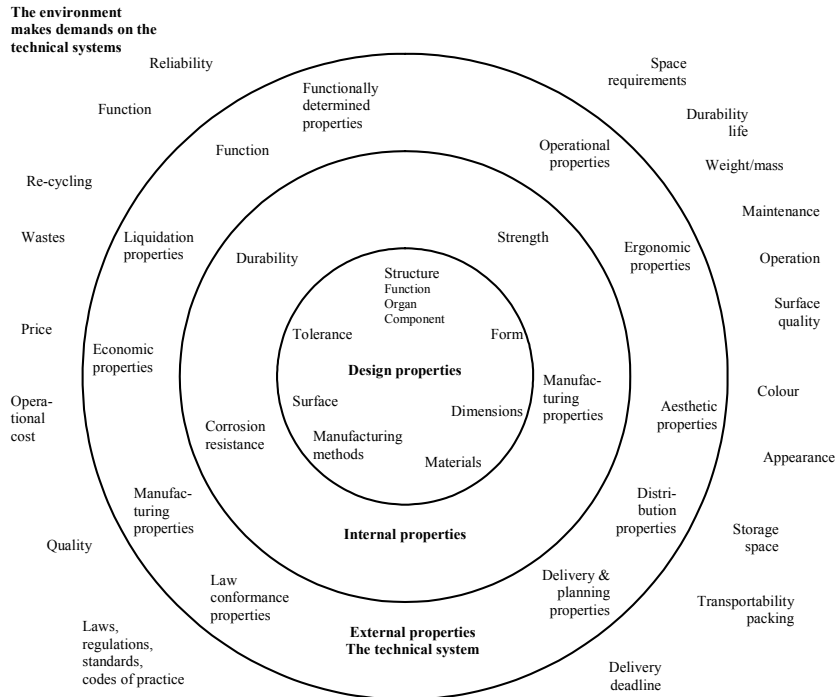 The environment
makes demands on the
technical systems
Reliability
Function
Re-cycling
Wastes
Price
Opera-
tional
cost
Quality
Laws,
regulations,
standards,
codes of practice
Space
requirements
Durability
life
Weight/mass
Maintenance
Operation
Surface
quality
Colour
Appearance
Storage
space
Transportability
packing
Delivery
deadline
Functionally
determined
properties
Function
Operational
properties
Liquidation
properties
Ergonomic
properties
Economic
properties
Aesthetic
properties
Manufac-
turing
properties
Distri-
bution
properties
Law
conformance
properties
Delivery &
planning
properties
External properties
The technical system
Durability
Strength
Corrosion
resistance
Manufac-
turing
properties
Internal properties
Structure
Function
Organ
Component
Tolerance
Form
Design properties
Surface
Dimensions
Manufacturing
methods
Materials